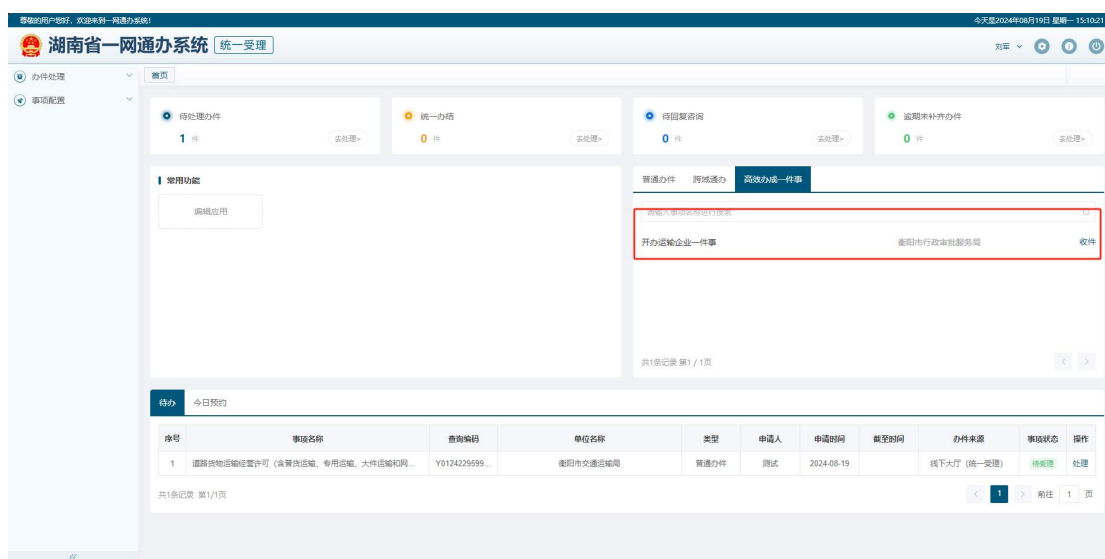 尊敬的用户您好，欢迎来到一网通办系统!
今天是2024年08月19日 星期一 15:10:21
湖南省一网通办系统 统一受理
刘军
办件处理
事项配置
首页
待处理办件
1 件 去处理>
统一办结
0 件 去处理>
待回复咨询
0 件 去处理>
逾期未补齐办件
0 件 去处理>
常用功能
编辑应用
普通办件 跨域通办 高效办成一件事
请输入事项名称进行搜索
开办运输企业一件事 衡阳市行政审批服务局 收件
共1条记录 第1 / 1页
待办 今日预约
序号 事项名称 查询编码 单位名称 类型 申请人 申请时间 截至时间 办件来源 事项状态 操作
1 道路货物运输经营许可（含普货运输、专用运输、大件运输和网... Y0124229599... 衡阳市交通运输局 普通办件 测试 2024-08-19 线下大厅（统一受理） 待受理 处理
共1条记录 第1/1页
< 1 > 前往 1 页